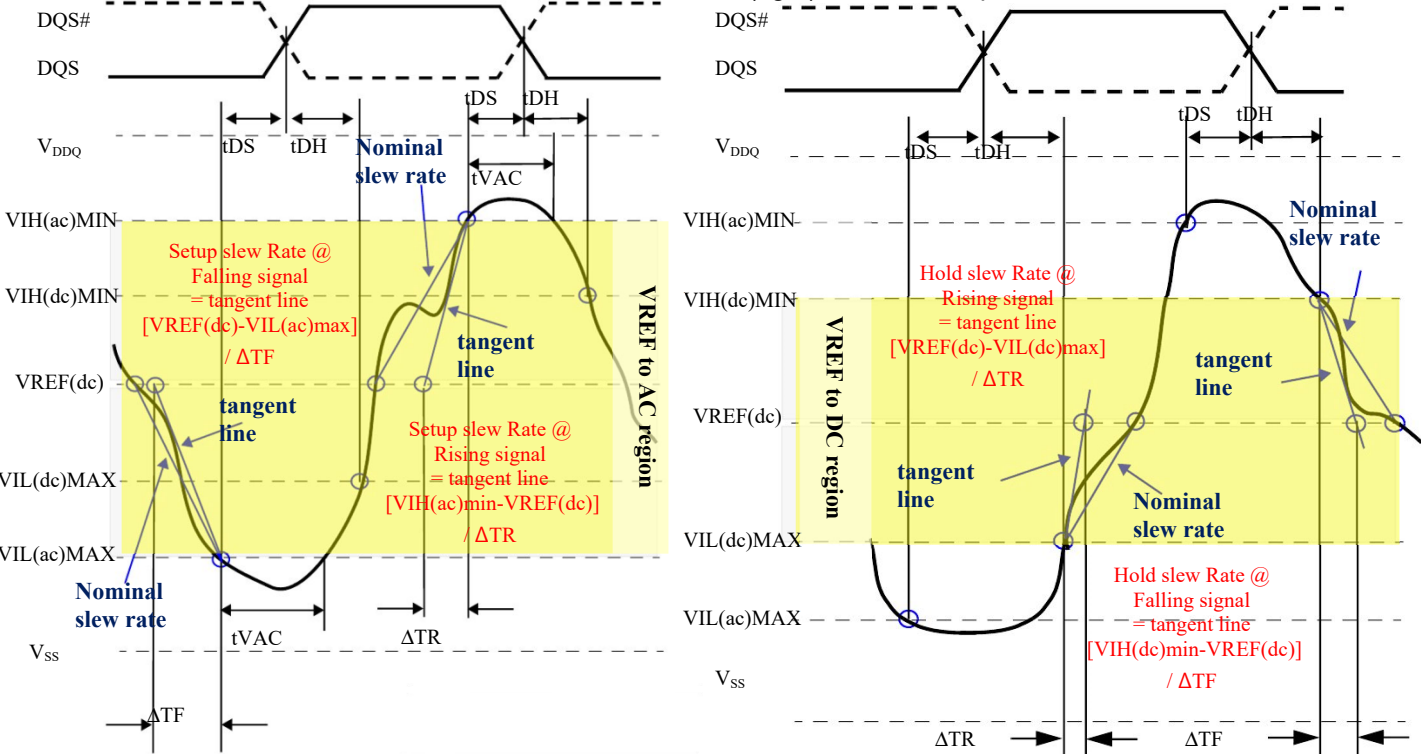 DQS#
DQS
tDS
tDH
tDS
tDH
tVAC
VDDQ
Nominal
slew rate
VIH(ac)MIN
Setup slew Rate @
Falling signal
= tangent line
[VREF(dc)-VIL(ac)max]
/ ΔTF
VIH(dc)MIN
tangent
line
VREF to AC region
VREF(dc)
tangent
line
Setup slew Rate @
Rising signal
= tangent line
[VIH(ac)min-VREF(dc)]
/ ΔTR
VIL(dc)MAX
VIL(ac)MAX
Nominal
slew rate
tVAC
ΔTR
VSS
ΔTF
DQS#
DQS
tDS
tDH
tDS
tDH
VDDQ
VIH(ac)MIN
Nominal
slew rate
Hold slew Rate @
Rising signal
= tangent line
[VREF(dc)-VIL(dc)max]
/ ΔTR
VIH(dc)MIN
VREF to DC region
tangent
line
VREF(dc)
tangent
line
Nominal
slew rate
VIL(dc)MAX
Hold slew Rate @
Falling signal
= tangent line
[VIH(dc)min-VREF(dc)]
/ ΔTF
VIL(ac)MAX
VSS
ΔTR
ΔTF